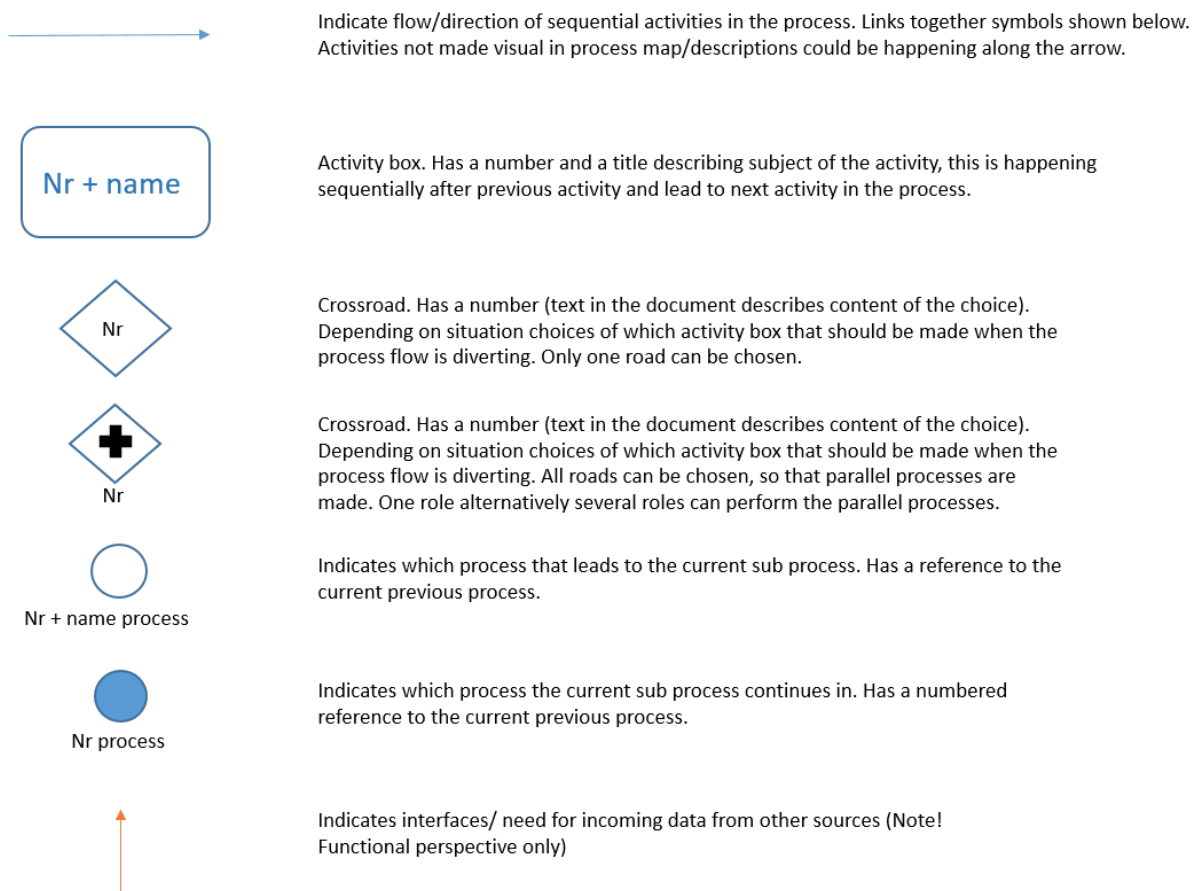 Indicate flow/direction of sequential activities in the process. Links together symbols shown below.
Activities not made visual in process map/descriptions could be happening along the arrow.
Nr + name
Activity box. Has a number and a title describing subject of the activity, this is happening
sequentially after previous activity and lead to next activity in the process.
Nr
Crossroad. Has a number (text in the document describes content of the choice).
Depending on situation choices of which activity box that should be made when the
process flow is diverting. Only one road can be chosen.
Nr
Crossroad. Has a number (text in the document describes content of the choice).
Depending on situation choices of which activity box that should be made when the
process flow is diverting. All roads can be chosen, so that parallel processes are
made. One role alternatively several roles can perform the parallel processes.
Nr + name process
Indicates which process that leads to the current sub process. Has a reference to the
current previous process.
Nr process
Indicates which process the current sub process continues in. Has a numbered
reference to the current previous process.
Indicates interfaces/ need for incoming data from other sources (Note!
Functional perspective only)